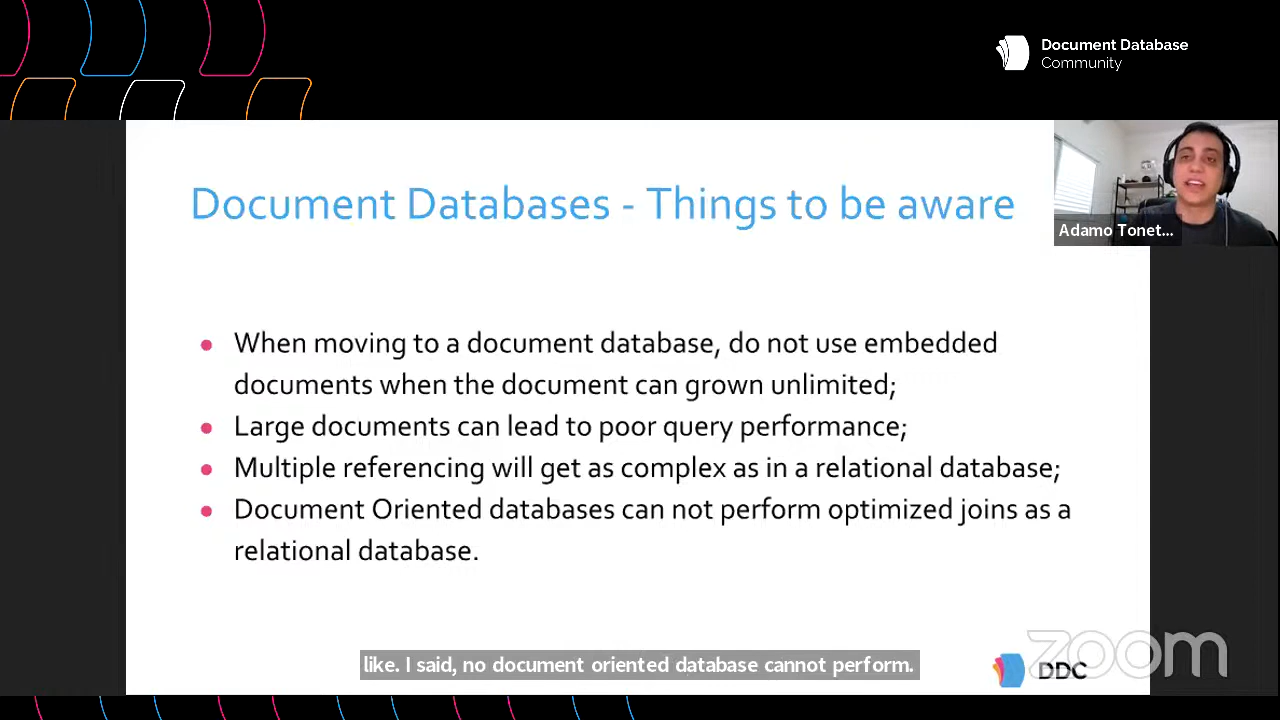 Document Database
Community
Document Databases - Things to be aware
Adamo Tonet...
● When moving to a document database, do not use embedded
documents when the document can grown unlimited;
● Large documents can lead to poor query performance;
● Multiple referencing will get as complex as in a relational database;
● Document Oriented databases can not perform optimized joins as a
relational database.
like. I said, no document oriented database cannot perform.
DDC
zoom